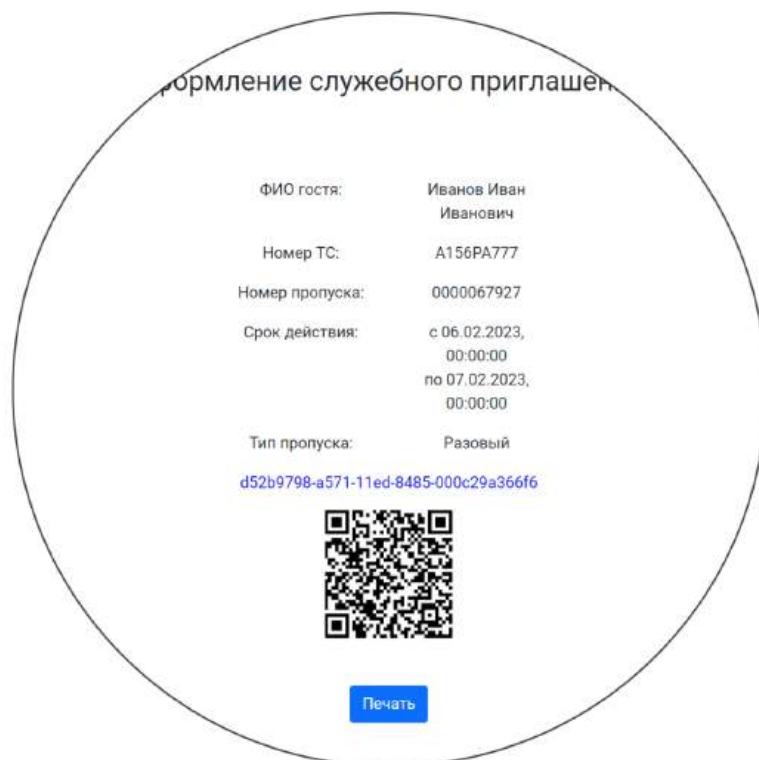 формление служебного приглашен
ФИО гостя: Иванов Иван
Иванович
Номер ТС: А156РА777
Номер пропуска: 0000067927
Срок действия: с 06.02.2023,
00:00:00
по 07.02.2023,
00:00:00
Тип пропуска: Разовый
d52b9798-a571-11ed-8485-000c29a366f6
Печать